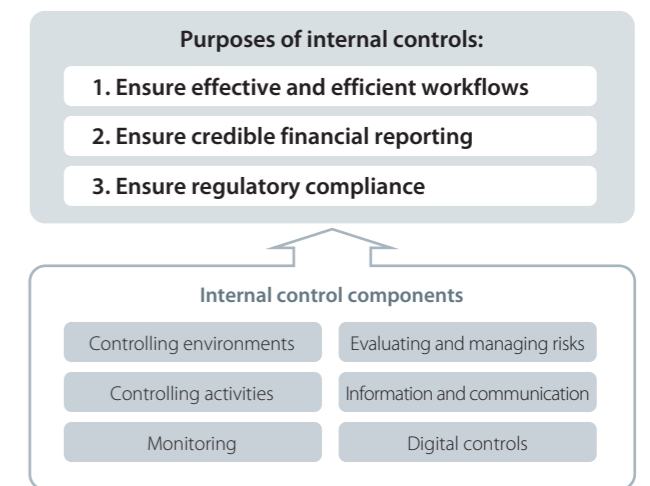 Purposes of internal controls:
1. Ensure effective and efficient workflows
2. Ensure credible financial reporting
3. Ensure regulatory compliance
Internal control components
Controlling environments
Evaluating and managing risks
Controlling activities
Information and communication
Monitoring
Digital controls